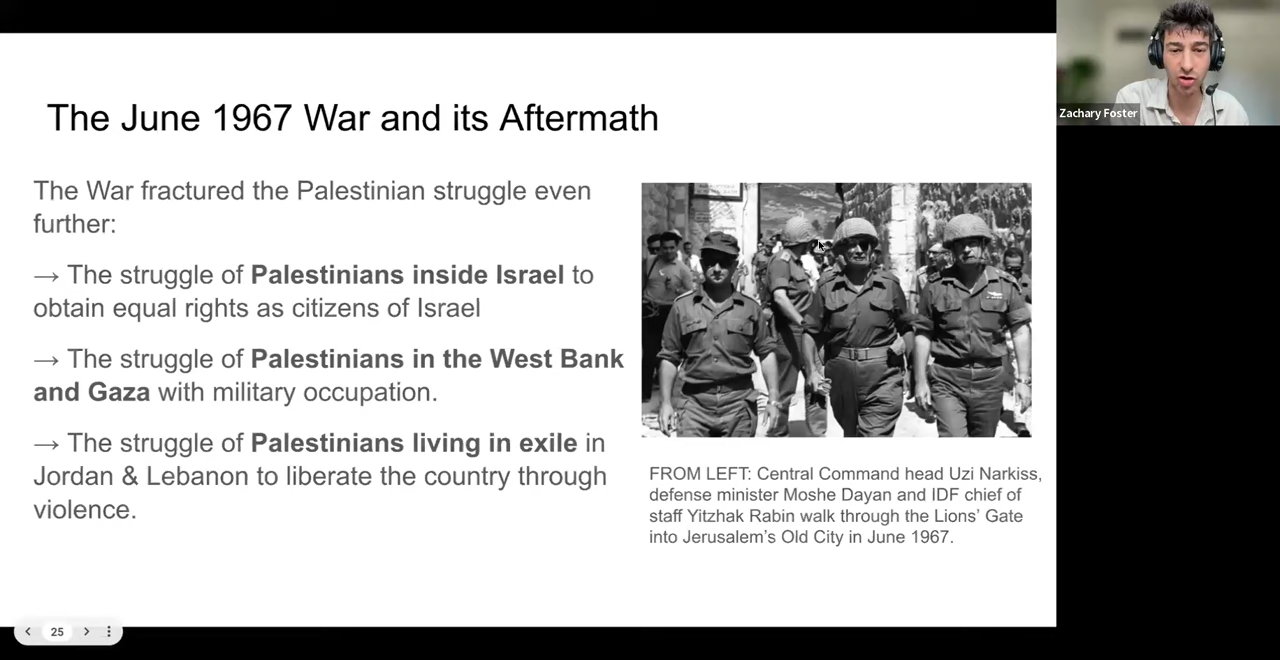 The June 1967 War and its Aftermath
The War fractured the Palestinian struggle even
further:
→ The struggle of Palestinians inside Israel to
obtain equal rights as citizens of Israel
→ The struggle of Palestinians in the West Bank
and Gaza with military occupation.
→ The struggle of Palestinians living in exile in
Jordan & Lebanon to liberate the country through
violence.
FROM LEFT: Central Command head Uzi Narkiss,
defense minister Moshe Dayan and IDF chief of
staff Yitzhak Rabin walk through the Lions’ Gate
into Jerusalem’s Old City in June 1967.
Zachary Foster
25